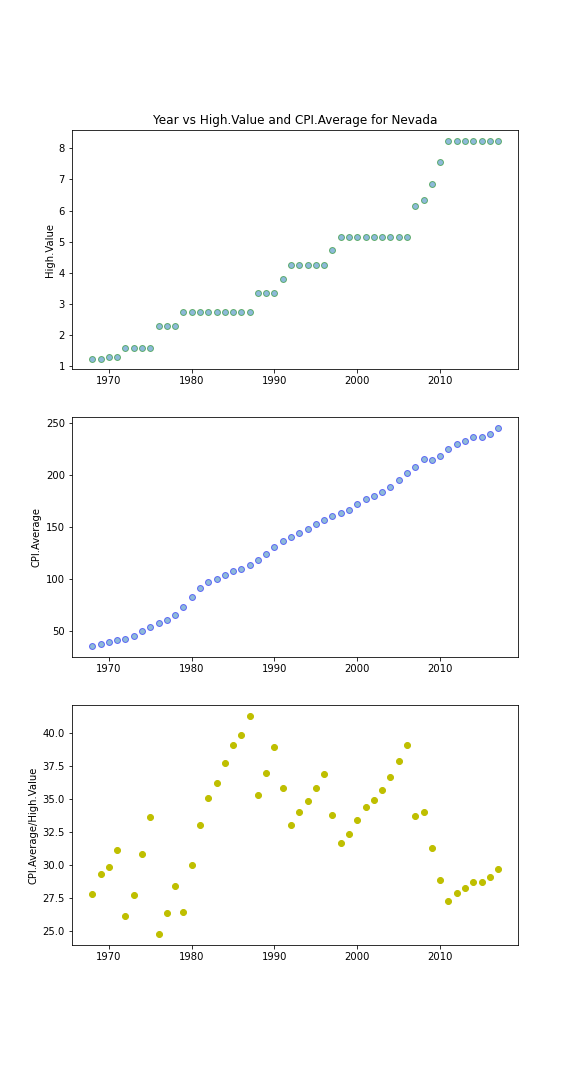 Year vs High.Value and CPI.Average for Nevada
High.Value
8
7
6
5
4
3
2
1
1970 1980 1990 2000 2010
CPI.Average
250
200
150
100
50
1970 1980 1990 2000 2010
CPI.Average/High.Value
40.0
37.5
35.0
32.5
30.0
27.5
25.0
1970 1980 1990 2000 2010